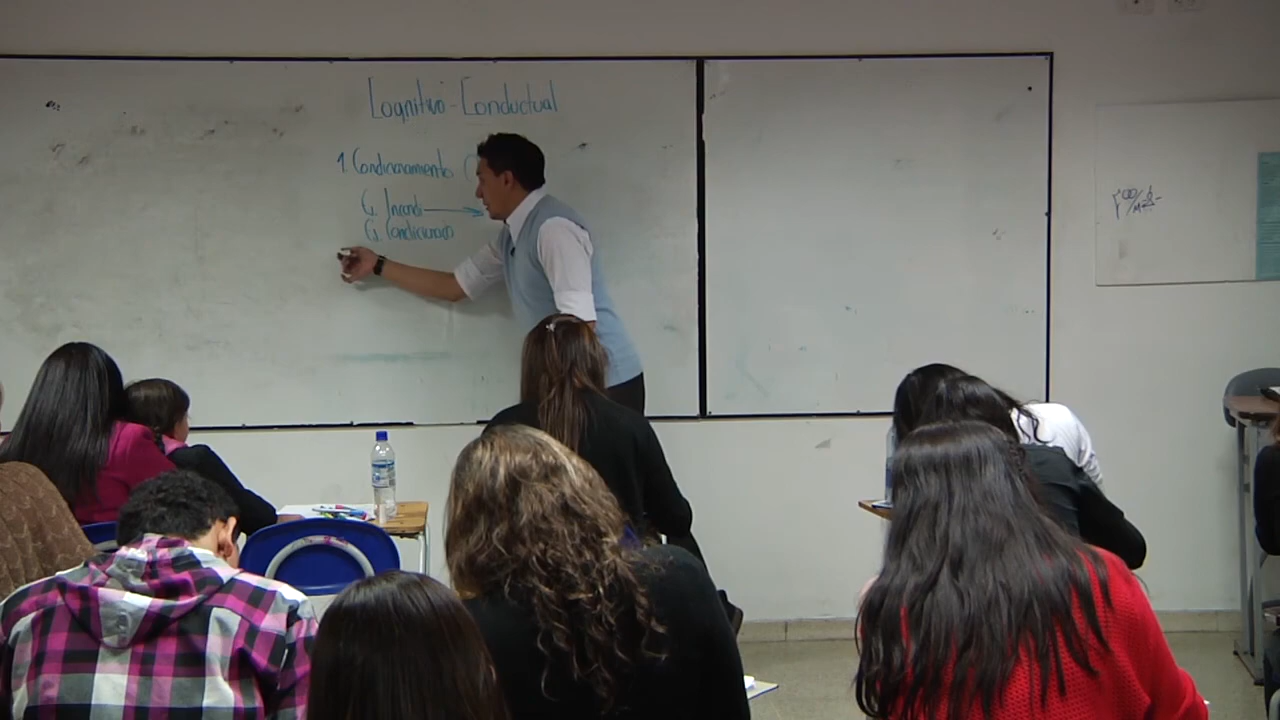 Cognitivo-Conductual
1. Condicionamiento (
C. Incondi →
C. Condicionado